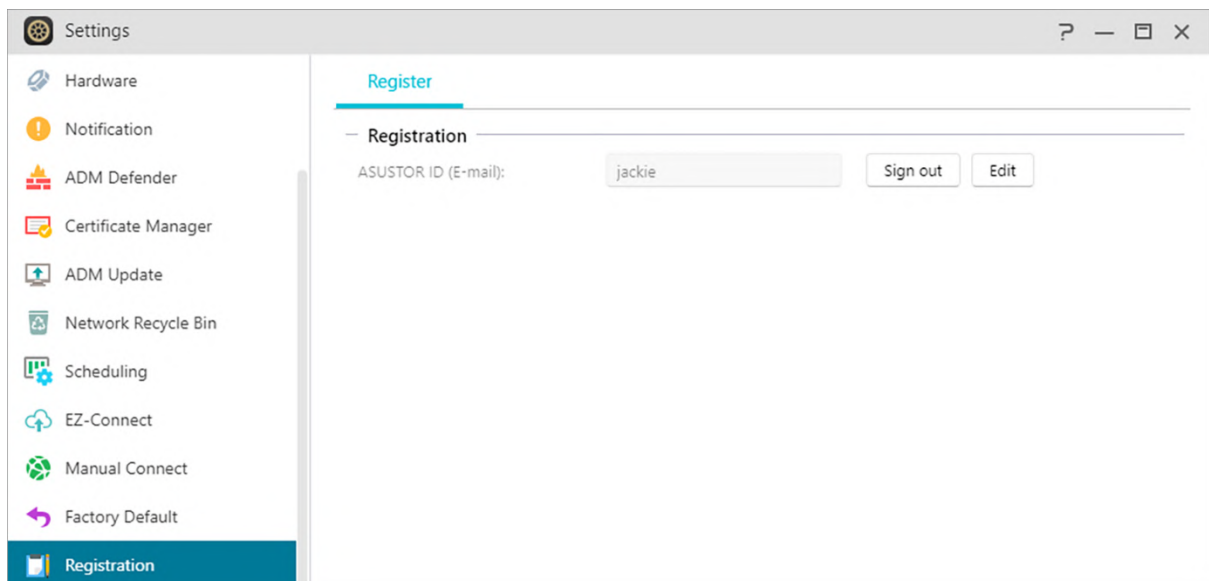 Settings
Hardware
Notification
ADM Defender
Certificate Manager
ADM Update
Network Recycle Bin
Scheduling
EZ-Connect
Manual Connect
Factory Default
Registration
Register
Registration
ASUSTOR ID (E-mail): jackie Sign out Edit